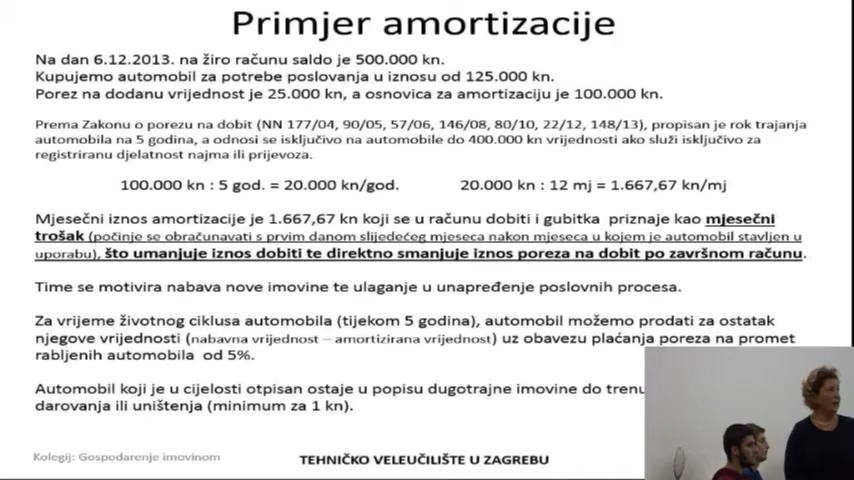 Primjer amortizacije
Na dan 6.12.2013. na žiro računu saldo je 500.000 kn.
Kupujemo automobil za potrebe poslovanja u iznosu od 125.000 kn.
Porez na dodanu vrijednost je 25.000 kn, a osnovica za amortizaciju je 100.000 kn.
Prema Zakonu o porezu na dobit (NN 177/04, 90/05, 57/06, 146/08, 80/10, 22/12, 148/13), propisan je rok trajanja
automobila na 5 godina, a odnosi se isključivo na automobile do 400.000 kn vrijednosti ako služi isključivo za
registriranu djelatnost najma ili prijevoza.
100.000 kn : 5 god. = 20.000 kn/god. 20.000 kn : 12 mj = 1.667,67 kn/mj
Mjesečni iznos amortizacije je 1.667,67 kn koji se u računu dobiti i gubitka priznaje kao mjesečni
trošak (počinje se obračunavati s prvim danom slijedećeg mjeseca nakon mjeseca u kojem je automobil stavljen u
uporabu), što umanjuje iznos dobiti te direktno smanjuje iznos poreza na dobit po završnom računu.
Time se motivira nabava nove imovine te ulaganje u unapređenje poslovnih procesa.
Za vrijeme životnog ciklusa automobila (tijekom 5 godina), automobil možemo prodati za ostatak
njegove vrijednosti (nabavna vrijednost – amortizirana vrijednost) uz obavezu plaćanja poreza na promet
rabljenih automobila od 5%.
Automobil koji je u cijelosti otpisan ostaje u popisu dugotrajne imovine do
darovanja ili uništenja (minimum za 1 kn).
Kolegij: Gospodarenje imovinom
TEHNIČKO VELEUČILIŠTE U ZAGREBU